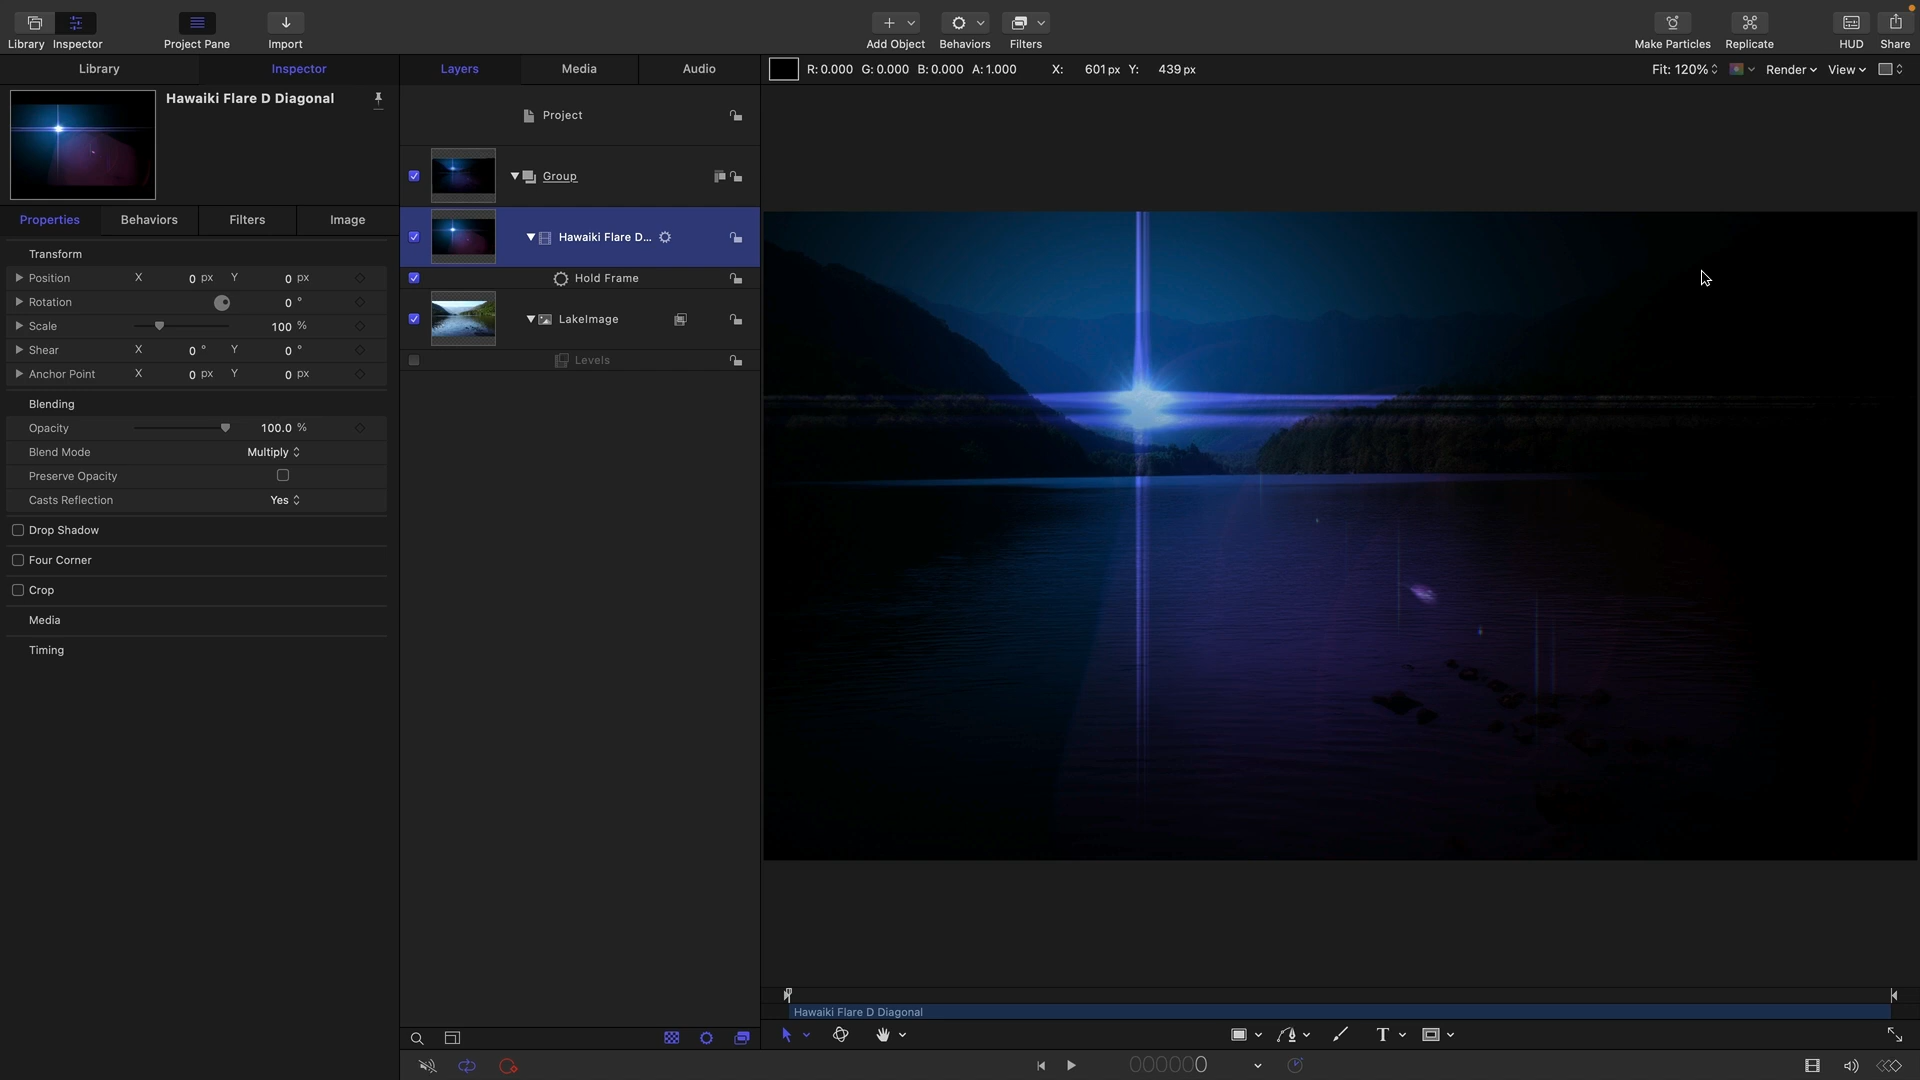 Library Inspector Project Pane Import Add Object Behaviors Filters Make Particles Replicate HUD Share
Library Inspector
Hawaiki Flare D Diagonal
Properties Behaviors Filters Image
Transform
Position X 0 px Y 0 px
Rotation 0 °
Scale 100 %
Shear X 0 ° Y 0 °
Anchor Point X 0 px Y 0 px
Blending
Opacity 100.0 %
Blend Mode Multiply
Preserve Opacity
Casts Reflection Yes
Drop Shadow
Four Corner
Crop
Media
Timing
Layers Media Audio
Project
Group
Hawaiki Flare D...
Hold Frame
LakeImage
Levels
R: 0.000 G: 0.000 B: 0.000 A: 1.000 X: 601 px Y: 439 px
Fit: 120% Render View
Hawaiki Flare D Diagonal
T
000000